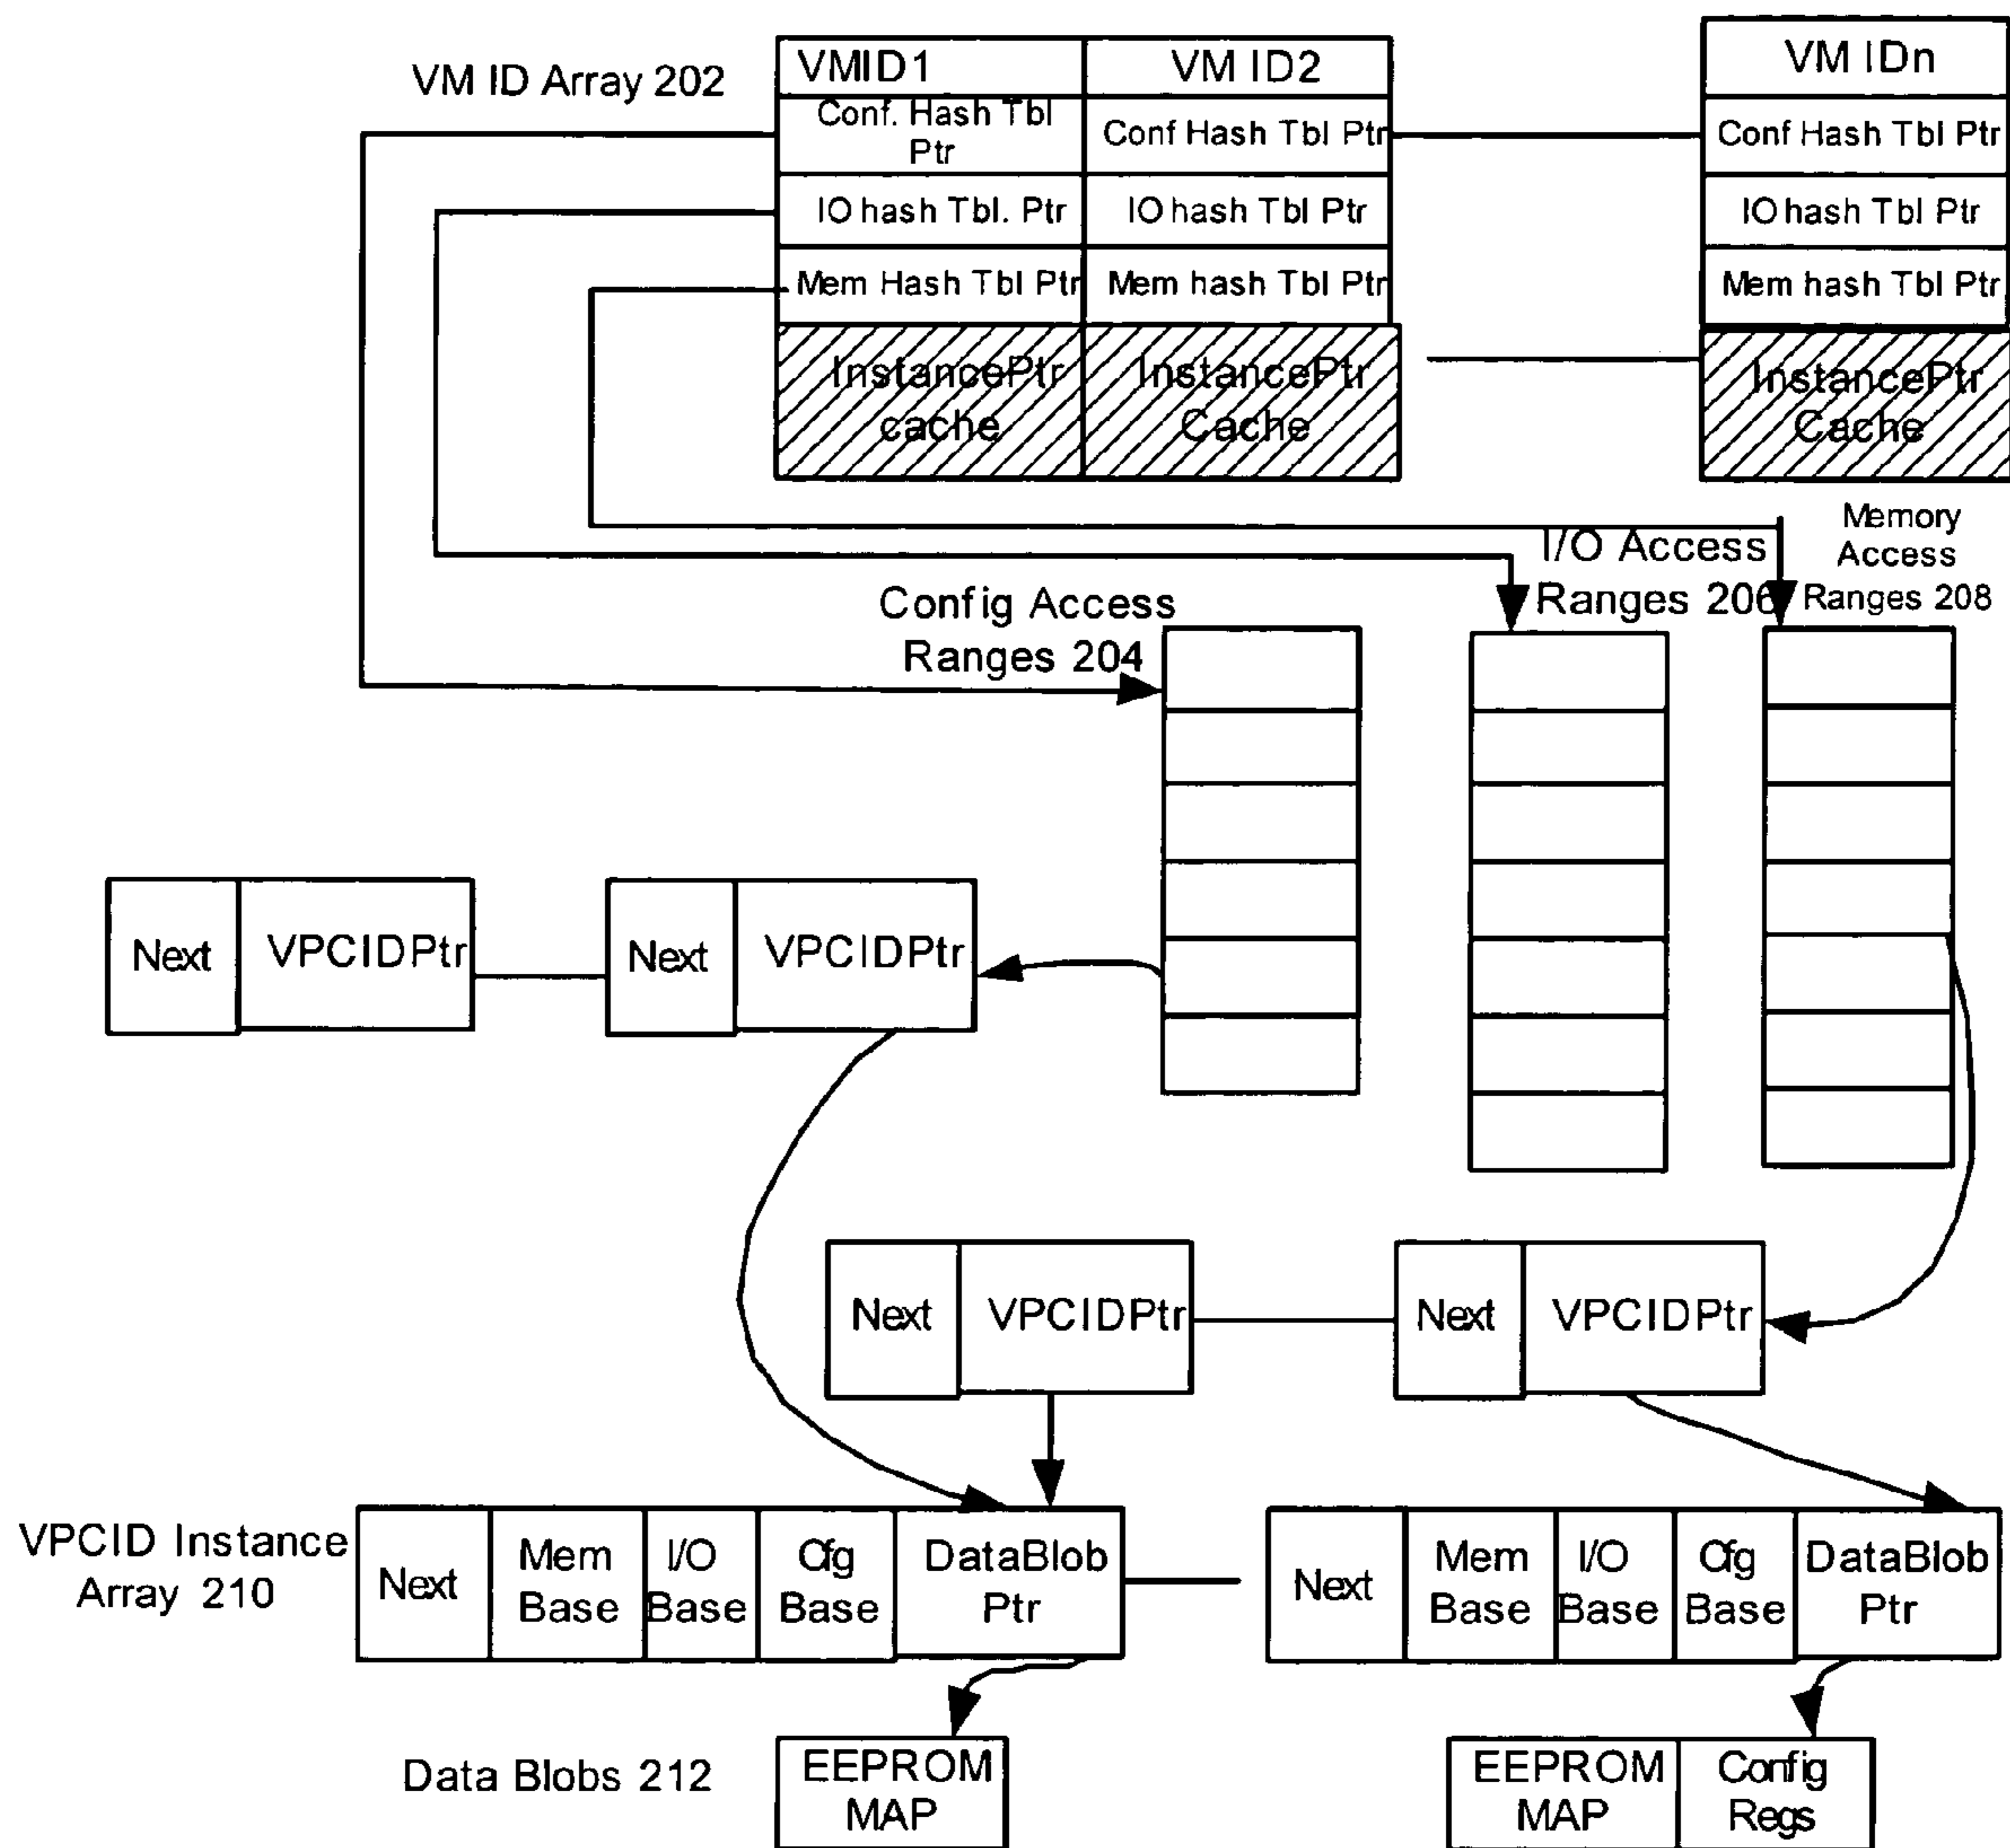 VM ID Array 202
VMID1
VM ID2
VM IDn
Conf. Hash Tbl
Ptr
Conf Hash Tbl Ptr
Conf Hash Tbl Ptr
IO hash Tbl. Ptr
IO hash Tbl Ptr
IO hash Tbl Ptr
Mem Hash Tbl Ptr
Mem hash Tbl Ptr
Mem hash Tbl Ptr
InstancePtr
cache
InstancePtr
Cache
InstancePtr
Cache
Config Access
Ranges 204
I/O Access
Ranges 206
Memory
Access
Ranges 208
Next
VPCIDPtr
Next
VPCIDPtr
Next
VPCIDPtr
Next
VPCIDPtr
VPCID Instance
Array 210
Next
Mem
Base
I/O
Base
Cfg
Base
DataBlob
Ptr
Next
Mem
Base
I/O
Base
Cfg
Base
DataBlob
Ptr
Data Blobs 212
EEPROM
MAP
EEPROM
MAP
Config
Regs